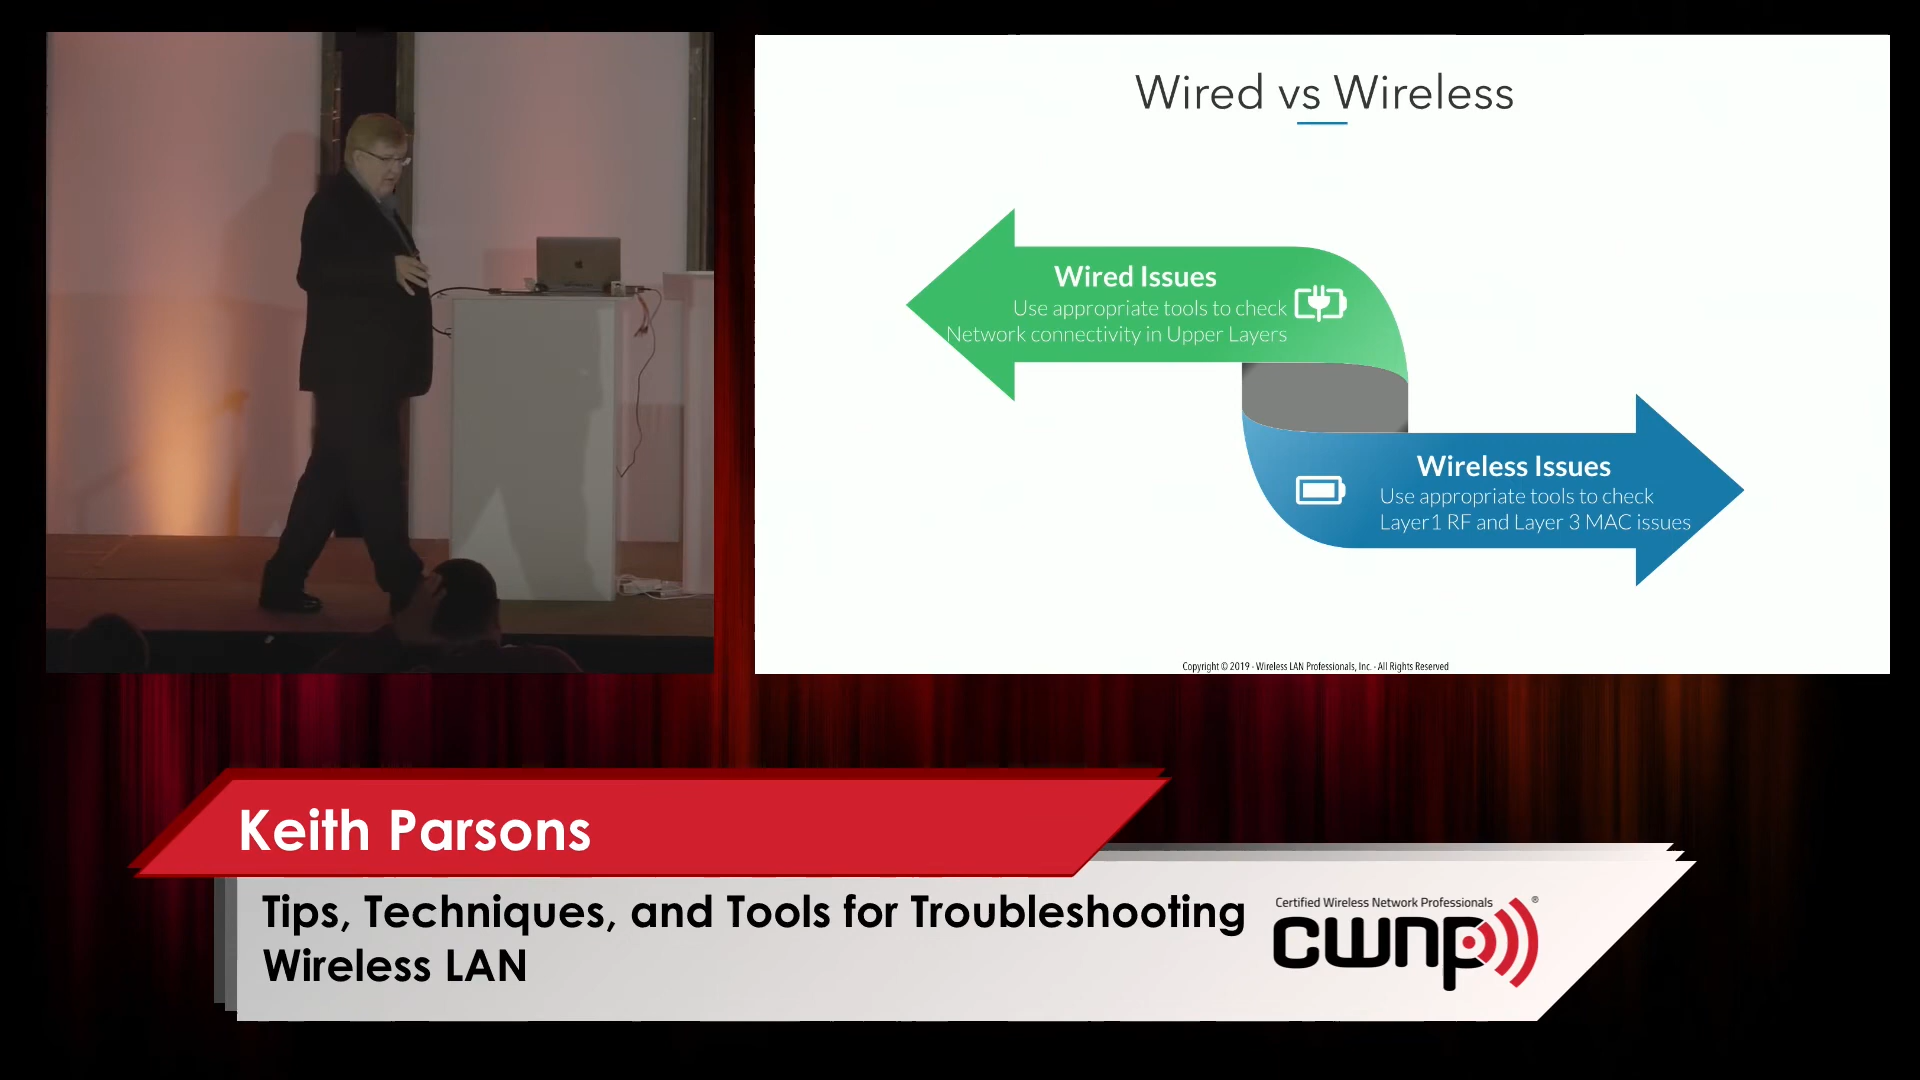 Wired vs Wireless
Wired Issues
Use appropriate tools to check
Network connectivity in Upper Layers
Wireless Issues
Use appropriate tools to check
Layer1 RF and Layer 3 MAC issues
Copyright © 2019 - Wireless LAN Professionals, Inc. - All Rights Reserved
Keith Parsons
Tips, Techniques, and Tools for Troubleshooting
Wireless LAN
Certified Wireless Network Professionals ®
cwnp